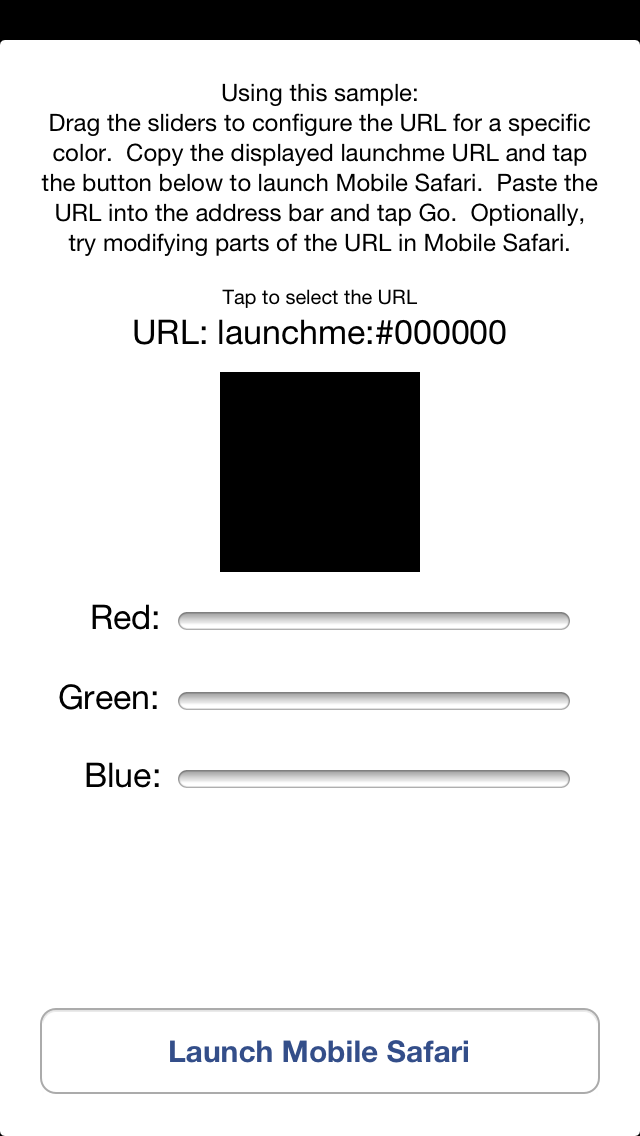 Using this sample:
Drag the sliders to configure the URL for a specific
color.  Copy the displayed launchme URL and tap
the button below to launch Mobile Safari.  Paste the
URL into the address bar and tap Go.  Optionally,
try modifying parts of the URL in Mobile Safari.
Tap to select the URL
URL: launchme:#000000
Red:
Green:
Blue:
Launch Mobile Safari